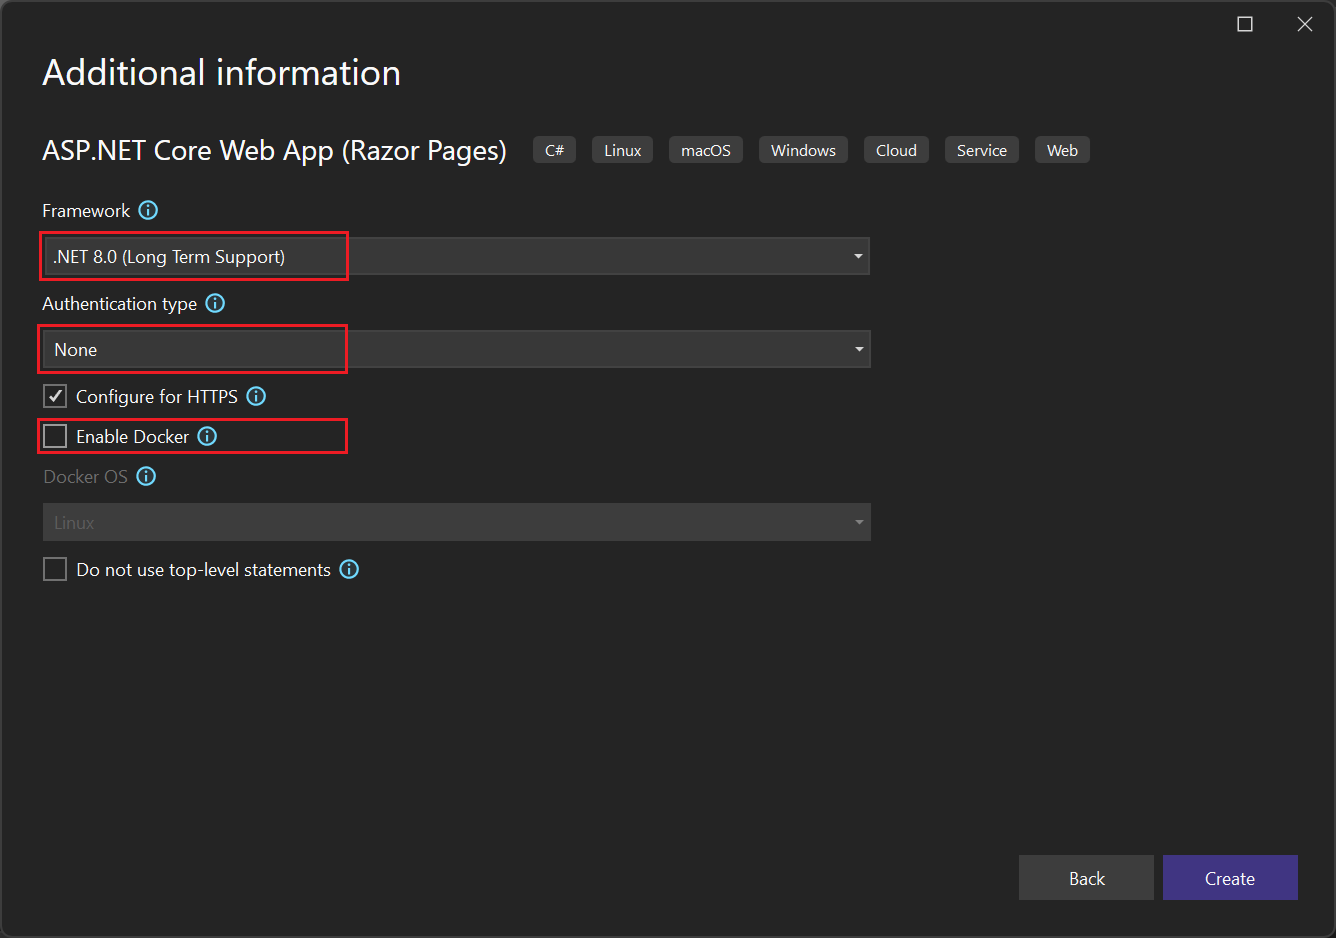 Additional information
ASP.NET Core Web App (Razor Pages) C# Linux macOS Windows Cloud Service Web
Framework
.NET 8.0 (Long Term Support)
Authentication type
None
Configure for HTTPS
Enable Docker
Docker OS
Linux
Do not use top-level statements
Back Create